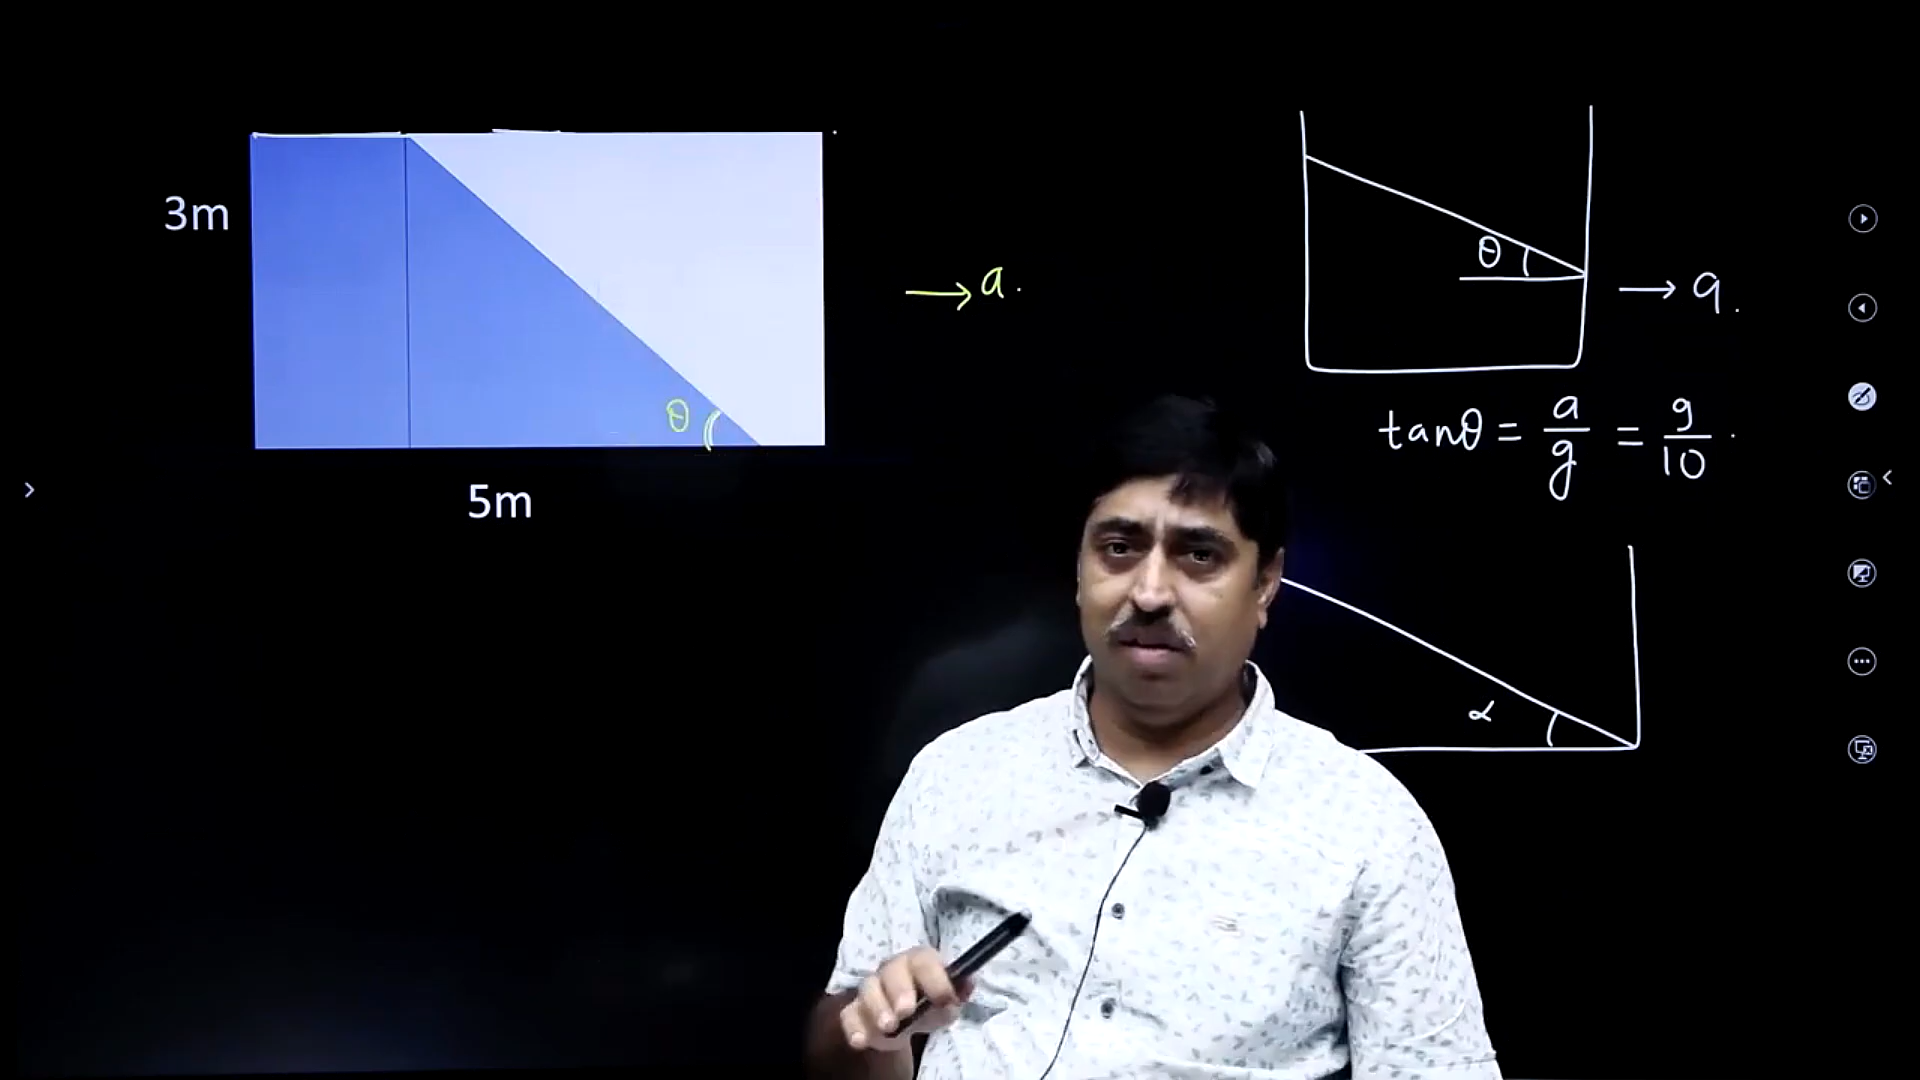 3m
5m
θ
→ a.
θ
→ a.
tanθ = a/g = 9/10
α